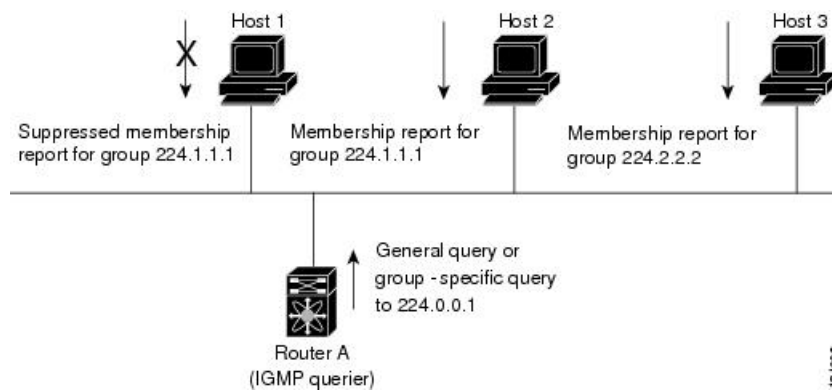 Host 1
Host 2
Host 3
X
Suppressed membership
report for group 224.1.1.1
Membership report for
group 224.1.1.1
Membership report for
group 224.2.2.2
General query or
group - specific query
to 224.0.0.1
Router A
(IGMP querier)